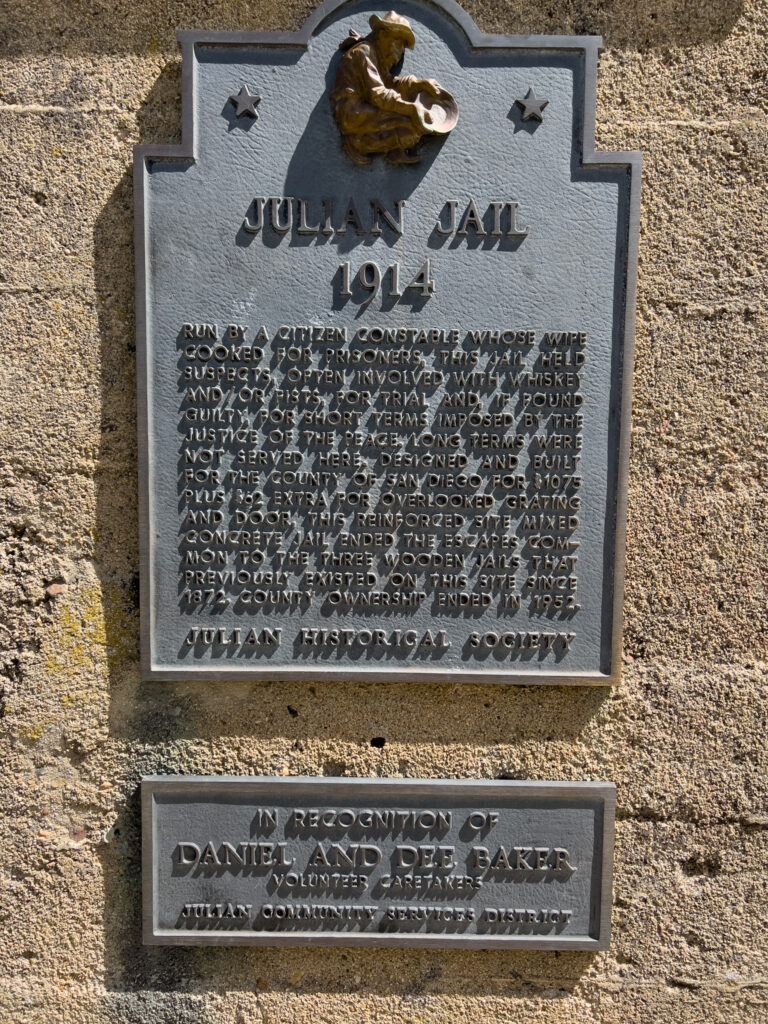 JULIAN JAIL
1914
RUN BY A CITIZEN CONSTABLE WHOSE WIFE
COOKED FOR PRISONERS, THIS JAIL HELD
SUSPECTS, OFTEN INVOLVED WITH WHISKEY
AND/OR FISTS, FOR TRIAL AND, IF FOUND
GUILTY, FOR SHORT TERMS IMPOSED BY THE
JUSTICE OF THE PEACE. LONG TERMS WERE
NOT SERVED HERE. DESIGNED AND BUILT
FOR THE COUNTY OF SAN DIEGO FOR $1075
PLUS $62 EXTRA FOR OVERLOOKED GRATING
AND DOOR, THIS REINFORCED SITE MIXED
CONCRETE JAIL ENDED THE ESCAPES COM-
MON TO THE THREE WOODEN JAILS THAT
PREVIOUSLY EXISTED ON THIS SITE SINCE
1872. COUNTY OWNERSHIP ENDED IN 1952.
JULIAN HISTORICAL SOCIETY
IN RECOGNITION OF
DANIEL AND DEE BAKER
VOLUNTEER CARETAKERS
JULIAN COMMUNITY SERVICES DISTRICT